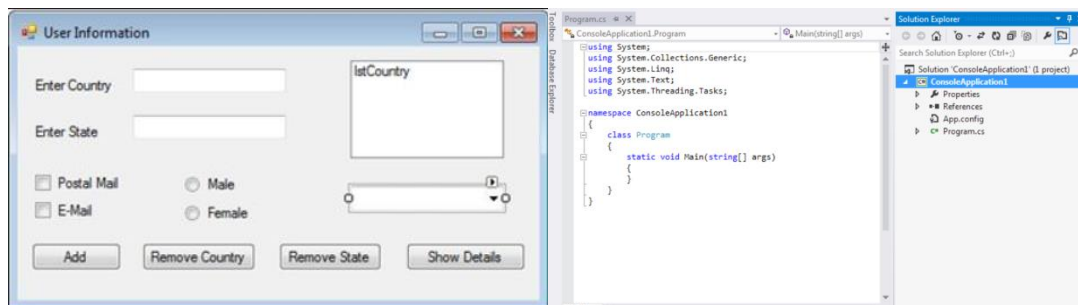 User Information
Enter Country
lstCountry
Enter State
Postal Mail
Male
E-Mail
Female
Add
Remove Country
Remove State
Show Details
Toolbox
Database Explorer
Program.cs
ConsoleApplication1.Program
Main(string[] args)
using System;
using System.Collections.Generic;
using System.Linq;
using System.Text;
using System.Threading.Tasks;
namespace ConsoleApplication1
{
class Program
{
static void Main(string[] args)
{
}
}
}
Solution Explorer
Search Solution Explorer (Ctrl+;)
Solution 'ConsoleApplication1' (1 project)
ConsoleApplication1
Properties
References
App.config
C# Program.cs